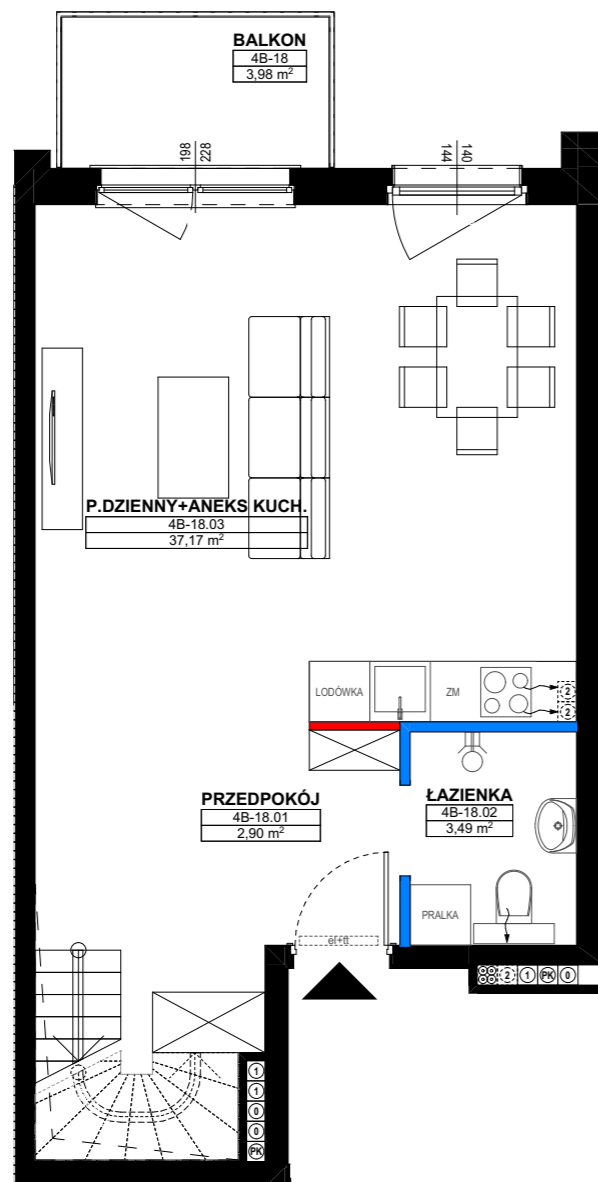 BALKON
4B-18
3,98 m²
198
228
144
140
P.DZIENNY+ANEKS KUCH.
4B-18.03
37,17 m²
LODÓWKA
ZM
2
2
PRZEDPOKÓJ
4B-18.01
2,90 m²
ŁAZIENKA
4B-18.02
3,49 m²
PRALKA
ei+tt
2 1 PK 0
1
1
0
0
PK